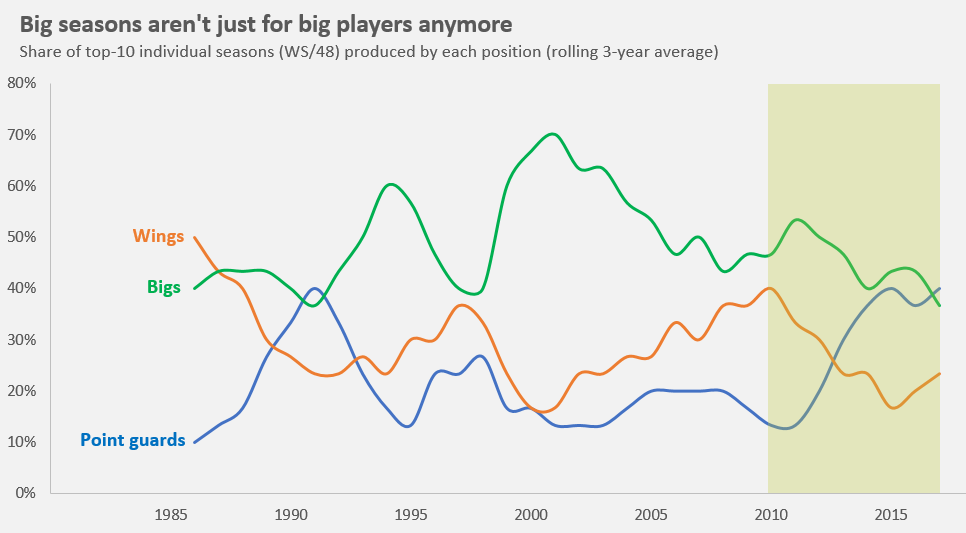 Big seasons aren't just for big players anymore
Share of top-10 individual seasons (WS/48) produced by each position (rolling 3-year average)
80%
70%
60%
50%
40%
30%
20%
10%
0%
Wings
Bigs
Point guards
1985 1990 1995 2000 2005 2010 2015